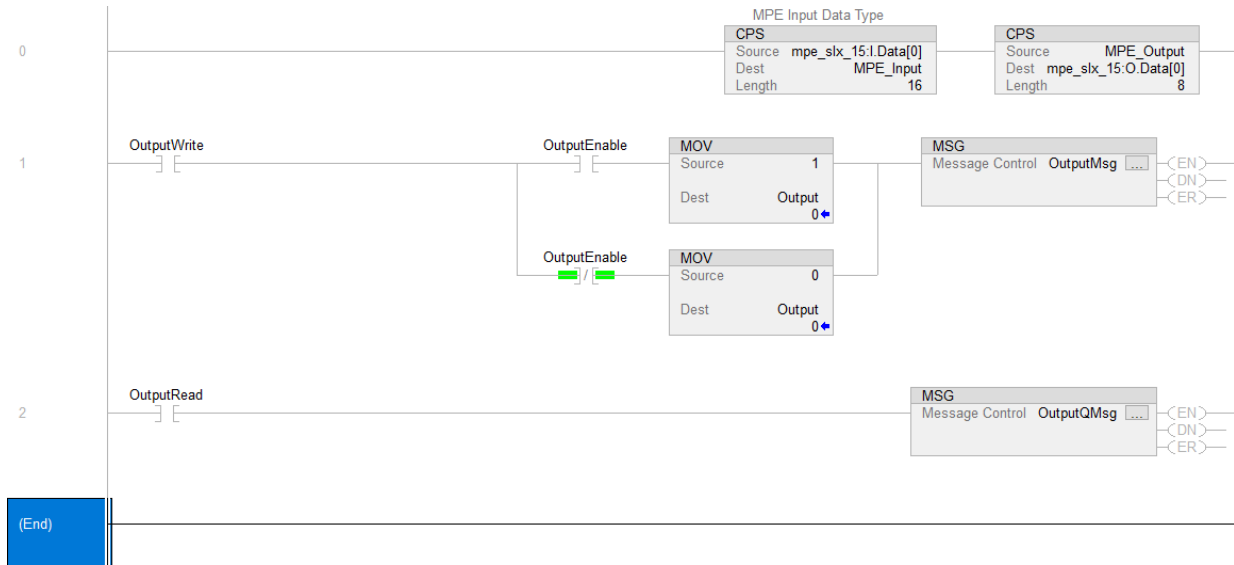 MPE Input Data Type
CPS
Source mpe_slx_15:I.Data[0]
Dest MPE_Input
Length 16
CPS
Source MPE_Output
Dest mpe_slx_15:O.Data[0]
Length 8
0
1
OutputWrite
OutputEnable
MOV
Source 1
Dest Output
0
MSG
Message Control OutputMsg ...
EN
DN
ER
OutputEnable
/
MOV
Source 0
Dest Output
0
2
OutputRead
MSG
Message Control OutputQMsg ...
EN
DN
ER
(End)